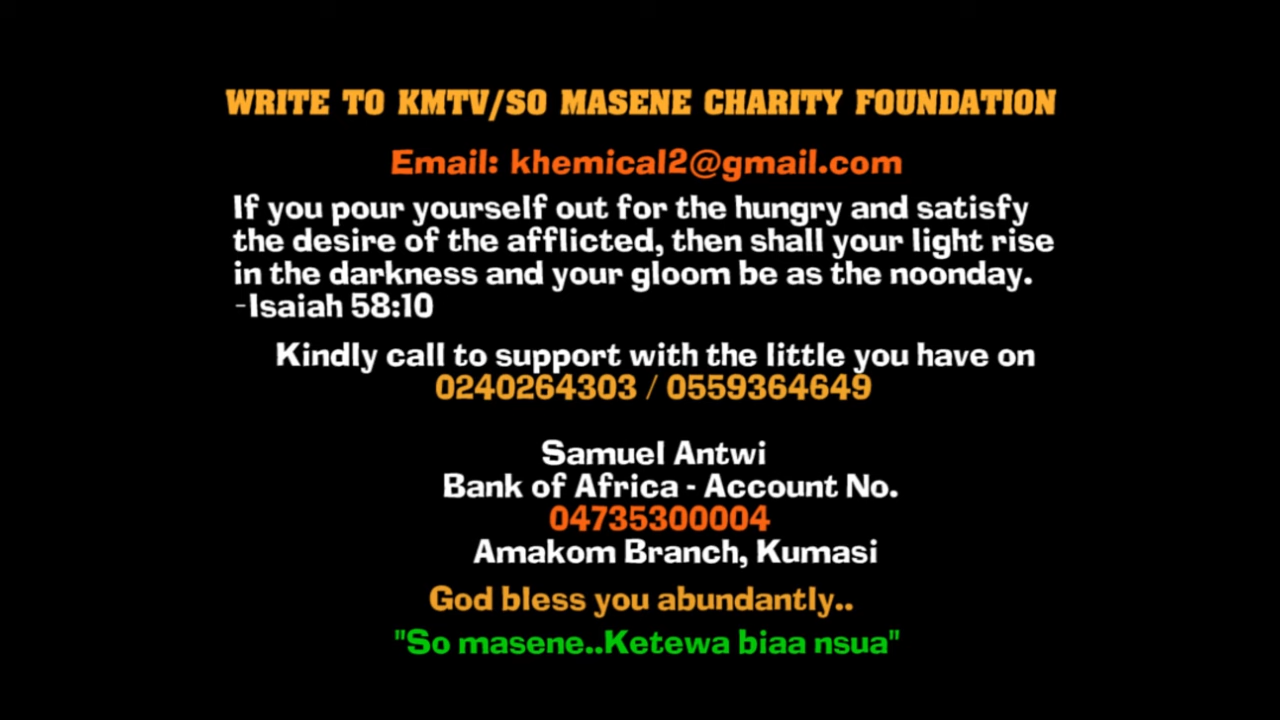 WRITE TO KMTV/SO MASENE CHARITY FOUNDATION
Email: khemical2@gmail.com
If you pour yourself out for the hungry and satisfy
the desire of the afflicted, then shall your light rise
in the darkness and your gloom be as the noonday.
-Isaiah 58:10
Kindly call to support with the little you have on
0240264303 / 0559364649
Samuel Antwi
Bank of Africa - Account No.
04735300004
Amakom Branch, Kumasi
God bless you abundantly..
"So masene..Ketewa biaa nsua"